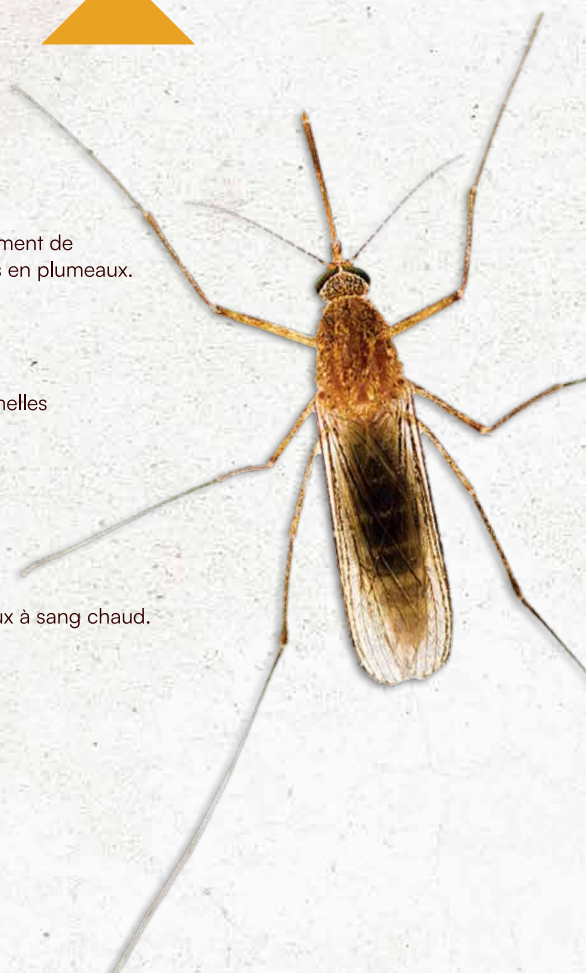 ment de
s en plumeaux.
nelles
ux à sang chaud.